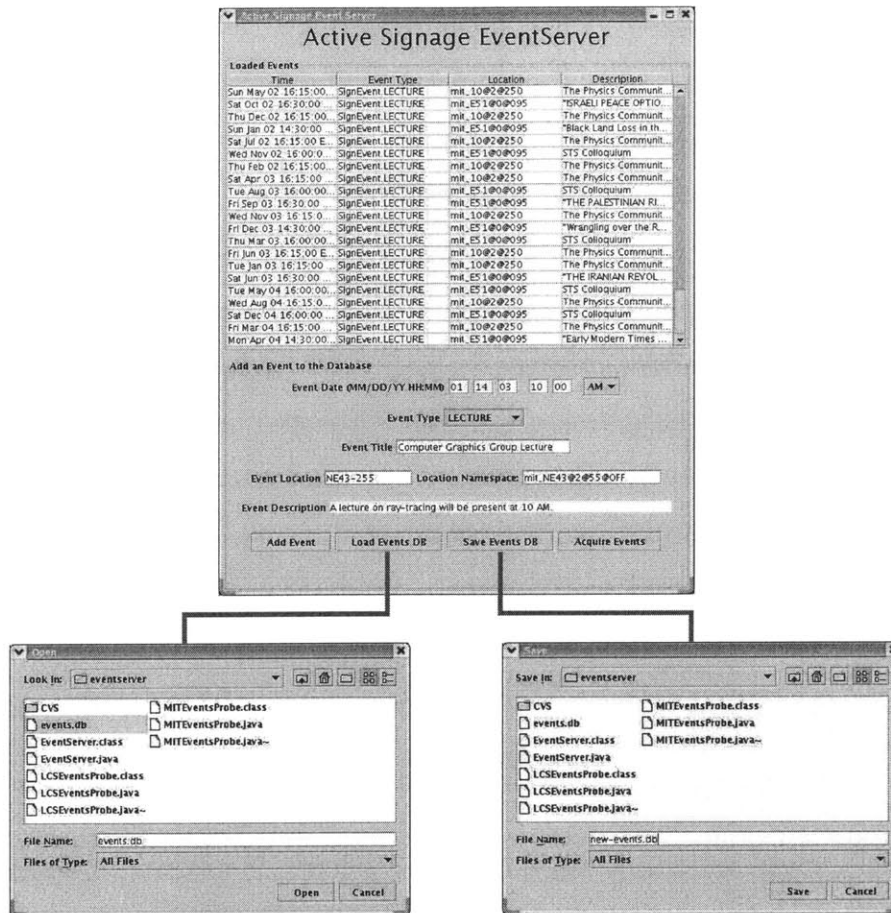 Active Signage Event Server
Active Signage EventServer
Loaded Events
Time Event Type Location Description
Sun May 02 16:15:00... SignEvent.LECTURE mit_10@2@250 The Physics Communit...
Sat Oct 02 16:30:00 ... SignEvent.LECTURE mit_E51@0@095 "ISRAELI PEACE OPTIO...
Thu Dec 02 16:15:00 ... SignEvent.LECTURE mit_10@2@250 The Physics Communit...
Sun Jan 02 14:30:00 ... SignEvent.LECTURE mit_E51@0@095 "Black Land Loss in th...
Sat Jul 02 16:15:00 E... SignEvent.LECTURE mit_10@2@250 The Physics Communit...
Wed Nov 02 16:00:0... SignEvent.LECTURE mit_E51@0@095 STS Colloquium
Thu Feb 02 16:15:00 ... SignEvent.LECTURE mit_10@2@250 The Physics Communit...
Sat Apr 03 16:15:00 ... SignEvent.LECTURE mit_10@2@250 The Physics Communit...
Tue Aug 03 16:00:00... SignEvent.LECTURE mit_E51@0@095 STS Colloquium
Fri Sep 03 16:30:00 ... SignEvent.LECTURE mit_E51@0@095 "THE PALESTINIAN RI...
Wed Nov 03 16:15:0... SignEvent.LECTURE mit_10@2@250 The Physics Communit...
Fri Dec 03 14:30:00 ... SignEvent.LECTURE mit_E51@0@095 "Wrangling over the R...
Thu Mar 03 16:00:00 ... SignEvent.LECTURE mit_E51@0@095 STS Colloquium
Fri Jun 03 16:15:00 E... SignEvent.LECTURE mit_10@2@250 The Physics Communit...
Tue Jan 03 16:15:00 ... SignEvent.LECTURE mit_10@2@250 The Physics Communit...
Sat Jun 03 16:30:00 ... SignEvent.LECTURE mit_E51@0@095 "THE IRANIAN REVOL...
Tue May 04 16:00:00... SignEvent.LECTURE mit_E51@0@095 STS Colloquium
Wed Aug 04 16:15:0... SignEvent.LECTURE mit_10@2@250 The Physics Communit...
Sat Dec 04 16:00:00 ... SignEvent.LECTURE mit_E51@0@095 STS Colloquium
Fri Mar 04 16:15:00 ... SignEvent.LECTURE mit_10@2@250 The Physics Communit...
Mon Apr 04 14:30:00 ... SignEvent.LECTURE mit_E51@0@095 "Early Modern Times ...
Add an Event to the Database
Event Date (MM/DD/YY HH:MM) 01 14 03 10 00 AM
Event Type LECTURE
Event Title Computer Graphics Group Lecture
Event Location NE43-255 Location Namespace: mit_NE43@2@55@OFF
Event Description A lecture on ray-tracing will be present at 10 AM.
Add Event Load Events DB Save Events DB Acquire Events
Open
Look In: eventserver
CVS MITEventsProbe.class
events.db MITEventsProbe.java
EventServer.class MITEventsProbe.java~
EventServer.java
LCSEventsProbe.class
LCSEventsProbe.java
LCSEventsProbe.java~
File Name: events.db
Files of Type: All Files
Open Cancel
Save
Save In: eventserver
CVS MITEventsProbe.class
events.db MITEventsProbe.java
EventServer.class MITEventsProbe.java~
EventServer.java
LCSEventsProbe.class
LCSEventsProbe.java
LCSEventsProbe.java~
File Name: new-events.db
Files of Type: All Files
Save Cancel